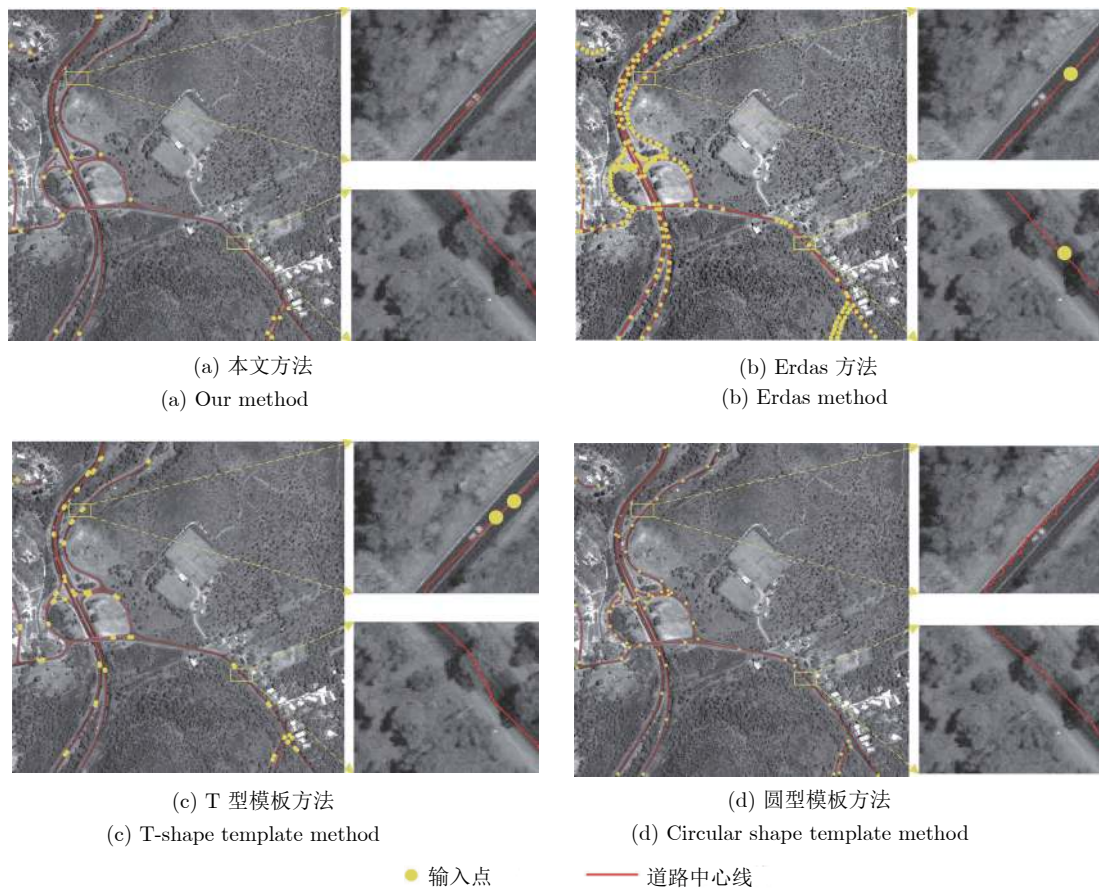 (a) 本文方法
(a) Our method
(b) Erdas 方法
(b) Erdas method
(c) T 型模板方法
(c) T-shape template method
(d) 圆型模板方法
(d) Circular shape template method
输入点
道路中心线